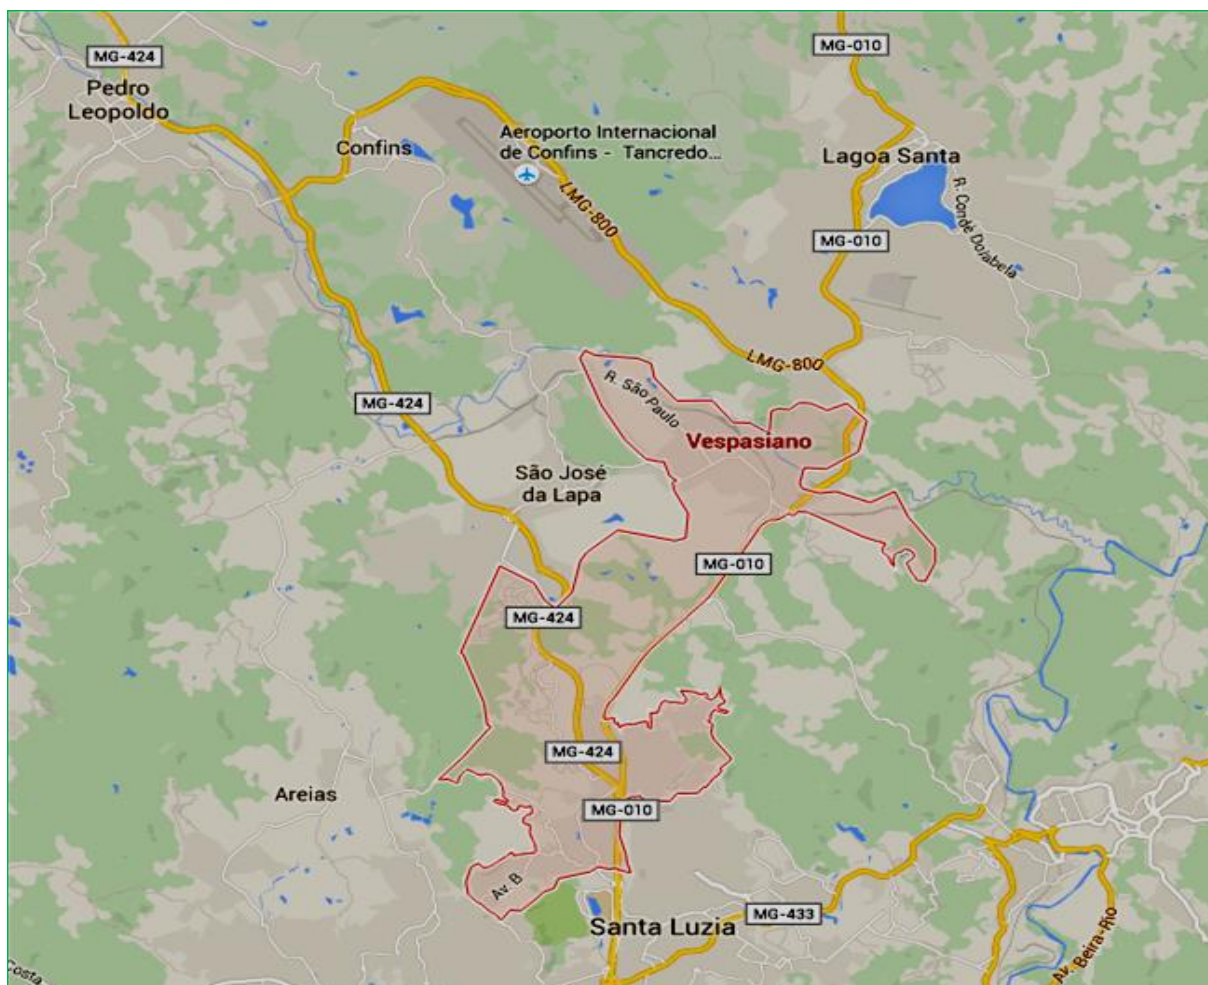 MG-010
MG-424
Pedro
Leopoldo
Aeroporto Internacional
de Confins - Tancredo...
Confins
Lagoa Santa
R. Conde Dolabela
LMG-800
MG-010
LMG-800
R. São Paulo
MG-424
Vespasiano
São José
da Lapa
MG-010
MG-424
MG-424
Areias
MG-010
Av. B
MG-433
Santa Luzia
Av. Beira-Rio
Costa